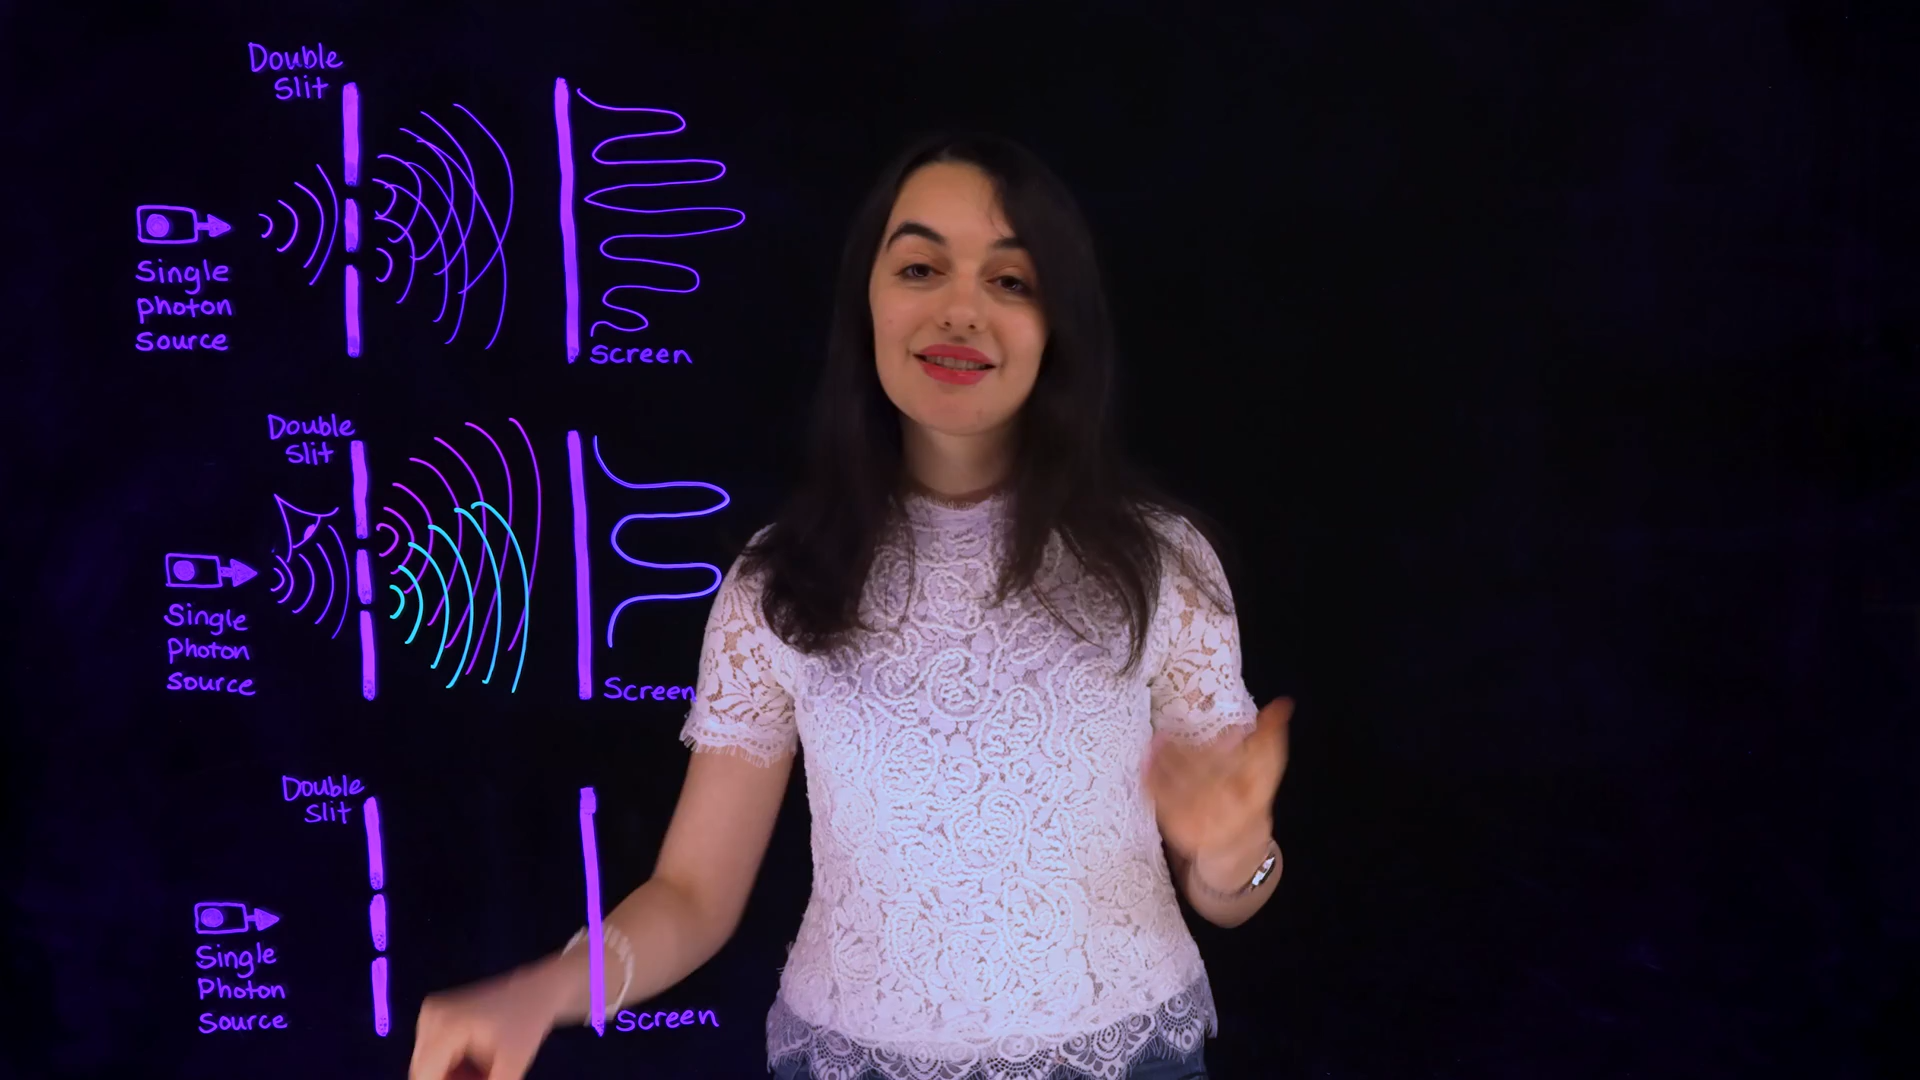 Double
Slit
Single
photon
Source
Screen
Double
Slit
Single
Photon
Source
Screen
Double
Slit
Single
Photon
Source
Screen